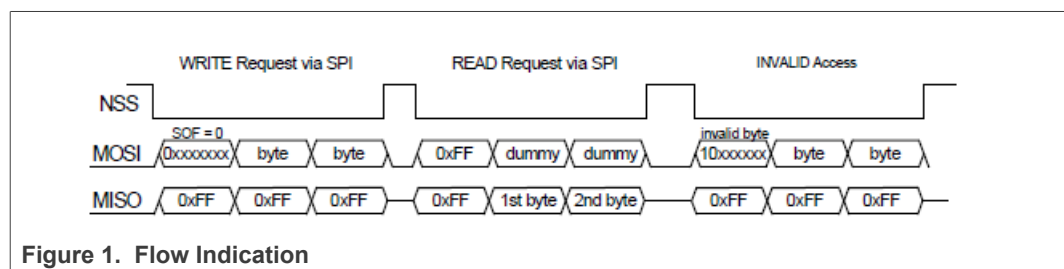 WRITE Request via SPI READ Request via SPI INVALID Access
NSS
SOF = 0 invalid byte
MOSI 0xxxxxxx byte byte 0xFF dummy dummy 10xxxxxx byte byte
MISO 0xFF 0xFF 0xFF 0xFF 1st byte 2nd byte 0xFF 0xFF 0xFF
Figure 1. Flow Indication